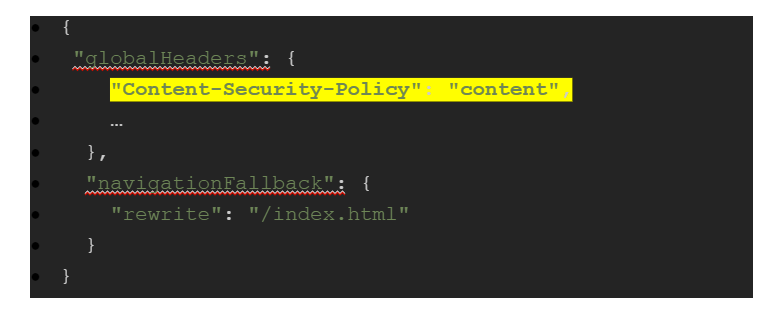 {
"globalHeaders": {
"Content-Security-Policy": "content",
…
},
"navigationFallback": {
"rewrite": "/index.html"
}
}